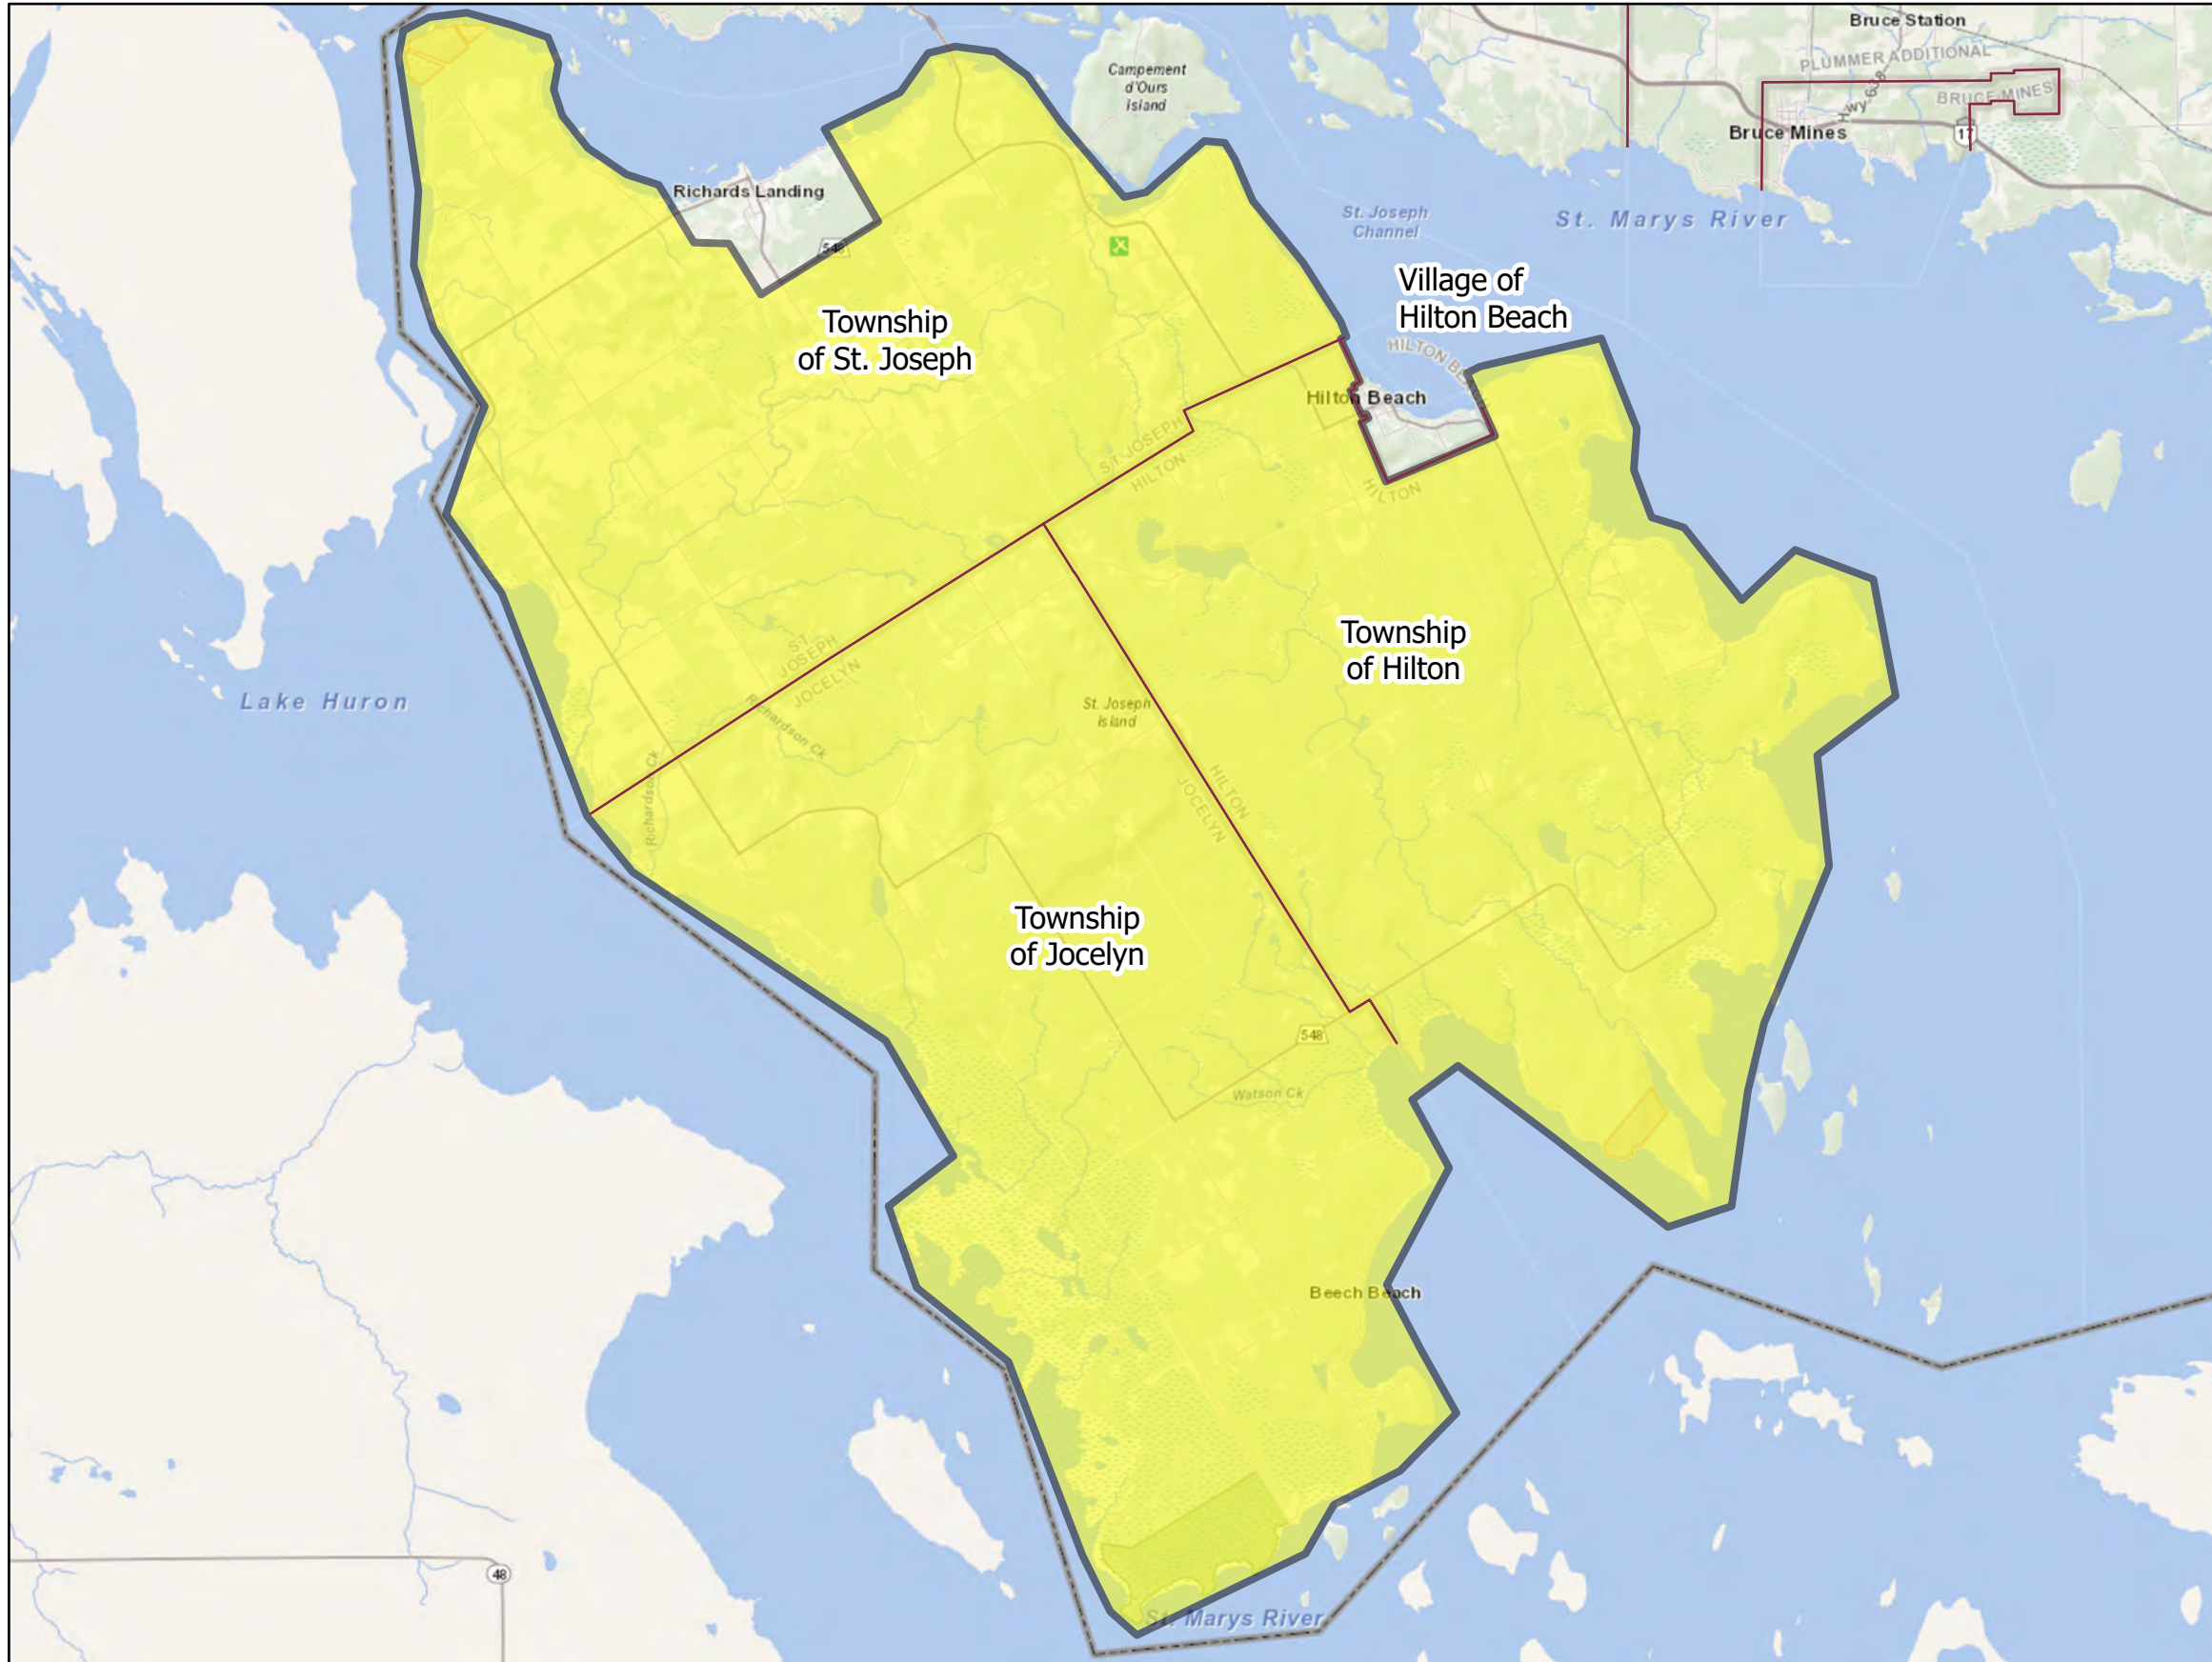 Bruce Station
PLUMMER ADDITIONAL
Campement
d'Ours
Island
Hwy 638
BRUCE MINES
Bruce Mines
17
Richards Landing
St. Joseph
Channel
St. Marys River
548
Village of
Hilton Beach
Township
of St. Joseph
HILTON BEACH
Hilton Beach
ST. JOSEPH
HILTON
HILTON
Township
of Hilton
ST.
JOSEPH
JOCELYN
Lake Huron
Richardson Ck
St. Joseph
Island
Richardson Ck
HILTON
JOCELYN
Township
of Jocelyn
548
Watson Ck
Beech Beach
48
St. Marys River